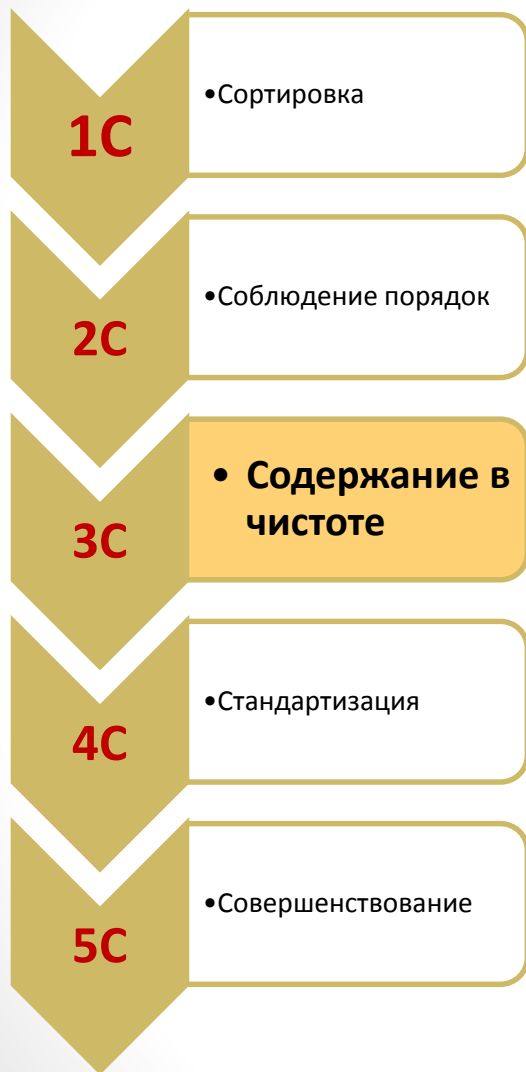 1С
•Сортировка
2С
•Соблюдение порядок
3С
• Содержание в
чистоте
4С
•Стандартизация
5С
•Совершенствование